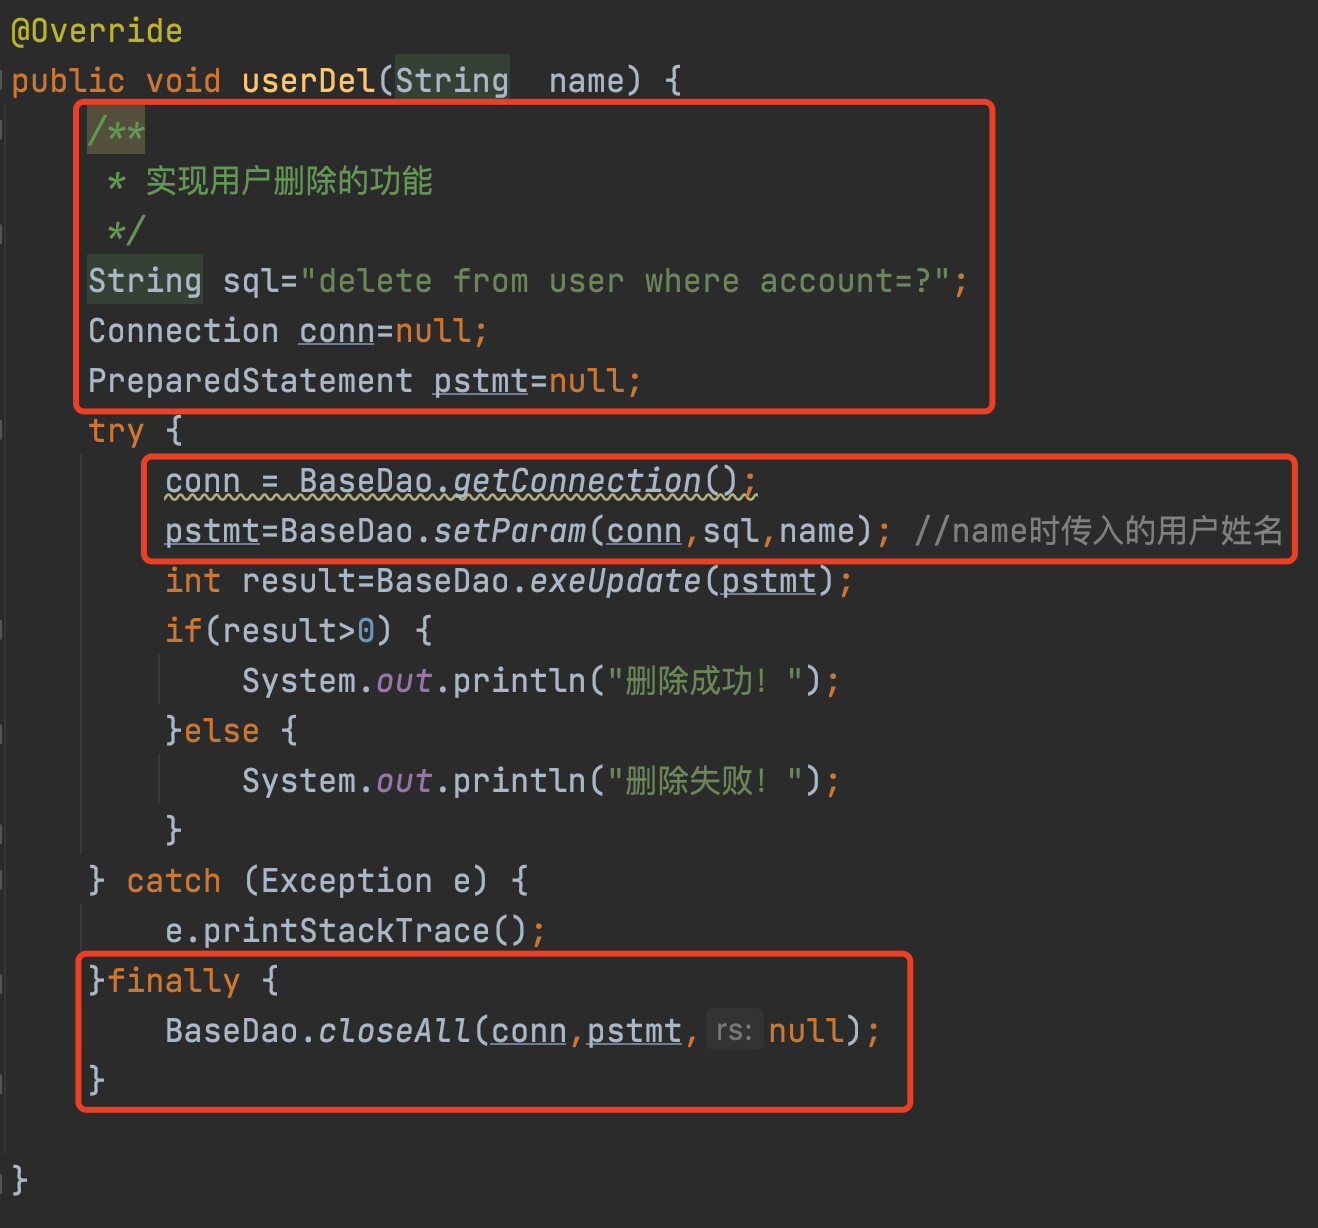 @Override
public void userDel(String  name) {
/**
* 实现用户删除的功能
*/
String sql="delete from user where account=?";
Connection conn=null;
PreparedStatement pstmt=null;
try {
conn = BaseDao.getConnection();
pstmt=BaseDao.setParam(conn,sql,name); //name时传入的用户姓名
int result=BaseDao.exeUpdate(pstmt);
if(result>0) {
System.out.println("删除成功！");
}else {
System.out.println("删除失败！");
}
} catch (Exception e) {
e.printStackTrace();
}finally {
BaseDao.closeAll(conn,pstmt, rs: null);
}
}